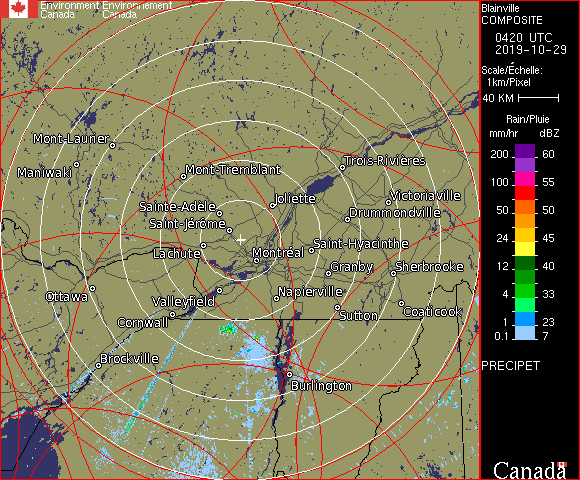 Environment Environnement
Canada Canada
Blainville
COMPOSITE
0420 UTC
2019-10-29
Scale/Échelle:
1km/Pixel
40 KM
Rain/Pluie
mm/hr dBZ
200 60
100 55
50 50
24 45
12 40
4 33
1 23
0.1 7
PRECIPET
Canada
Mont-Laurier
Maniwaki
Mont-Tremblant
Trois-Rivières
Joliette
Victoriaville
Sainte-Adèle
Drummondville
Saint-Jérôme
Saint-Hyacinthe
Lachute
Montréal
Granby
Sherbrooke
Ottawa
Valleyfield
Napierville
Coaticook
Cornwall
Sutton
Brockville
Burlington